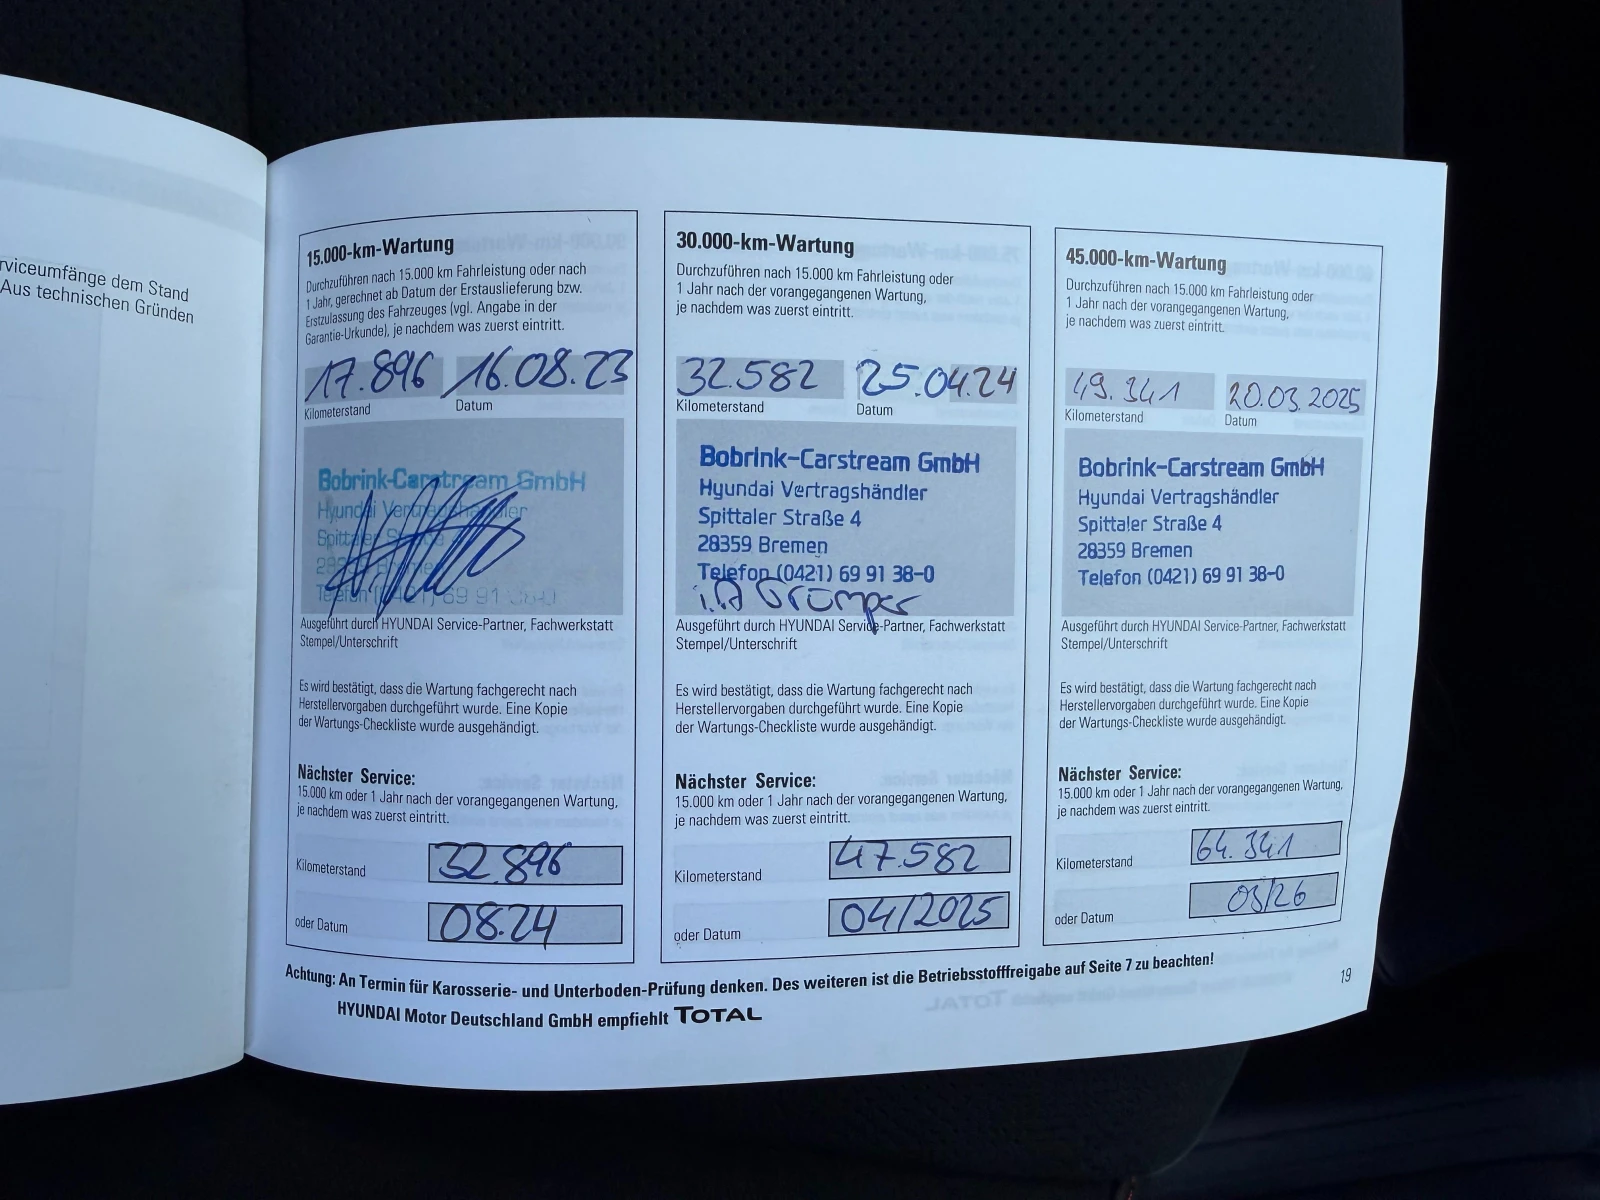 rviceumfänge dem Stand
Aus technischen Gründen
15.000-km-Wartung
Durchzuführen nach 15.000 km Fahrleistung oder nach
1 Jahr, gerechnet ab Datum der Erstauslieferung bzw.
Erstzulassung des Fahrzeuges (vgl. Angabe in der
Garantie-Urkunde), je nachdem was zuerst eintritt.
17.896 16.08.23
Kilometerstand Datum
Bobrink-Carstream GmbH
Hyundai Vertragshändler
Spittaler Straße 4
28359 Bremen
Telefon (0421) 69 91 38-0
Ausgeführt durch HYUNDAI Service-Partner, Fachwerkstatt
Stempel/Unterschrift
Es wird bestätigt, dass die Wartung fachgerecht nach
Herstellervorgaben durchgeführt wurde. Eine Kopie
der Wartungs-Checkliste wurde ausgehändigt.
Nächster Service:
15.000 km oder 1 Jahr nach der vorangegangenen Wartung,
je nachdem was zuerst eintritt.
Kilometerstand 32.896
oder Datum 08.24
30.000-km-Wartung
Durchzuführen nach 15.000 km Fahrleistung oder
1 Jahr nach der vorangegangenen Wartung,
je nachdem was zuerst eintritt.
32.582 25.04.24
Kilometerstand Datum
Bobrink-Carstream GmbH
Hyundai Vertragshändler
Spittaler Straße 4
28359 Bremen
Telefon (0421) 69 91 38-0
i.A
Ausgeführt durch HYUNDAI Service-Partner, Fachwerkstatt
Stempel/Unterschrift
Es wird bestätigt, dass die Wartung fachgerecht nach
Herstellervorgaben durchgeführt wurde. Eine Kopie
der Wartungs-Checkliste wurde ausgehändigt.
Nächster Service:
15.000 km oder 1 Jahr nach der vorangegangenen Wartung,
je nachdem was zuerst eintritt.
Kilometerstand 47.582
oder Datum 04/2025
45.000-km-Wartung
Durchzuführen nach 15.000 km Fahrleistung oder
1 Jahr nach der vorangegangenen Wartung,
je nachdem was zuerst eintritt.
49.341 20.03.2025
Kilometerstand Datum
Bobrink-Carstream GmbH
Hyundai Vertragshändler
Spittaler Straße 4
28359 Bremen
Telefon (0421) 69 91 38-0
Ausgeführt durch HYUNDAI Service-Partner, Fachwerkstatt
Stempel/Unterschrift
Es wird bestätigt, dass die Wartung fachgerecht nach
Herstellervorgaben durchgeführt wurde. Eine Kopie
der Wartungs-Checkliste wurde ausgehändigt.
Nächster Service:
15.000 km oder 1 Jahr nach der vorangegangenen Wartung,
je nachdem was zuerst eintritt.
Kilometerstand 64.341
oder Datum 03/26
Achtung: An Termin für Karosserie- und Unterboden-Prüfung denken. Des weiteren ist die Betriebsstofffreigabe auf Seite 7 zu beachten!
HYUNDAI Motor Deutschland GmbH empfiehlt TOTAL
19